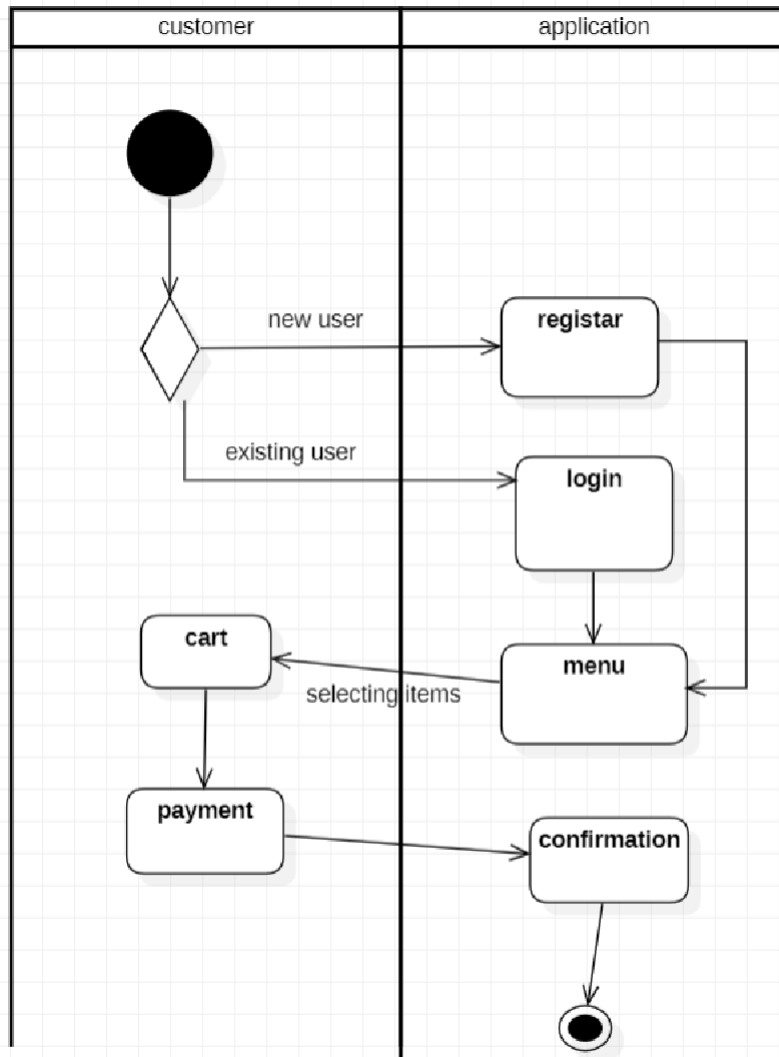 customer
application
new user
registar
existing user
login
cart
menu
selecting items
payment
confirmation